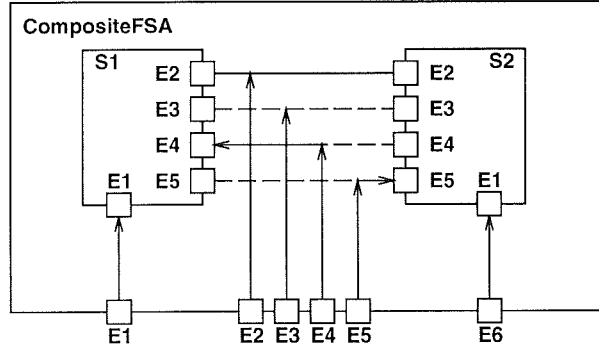 CompositeFSA
S1 S2
E2 E2
E3 E3
E4 E4
E5 E5
E1 E1
E1 E2 E3 E4 E5 E6